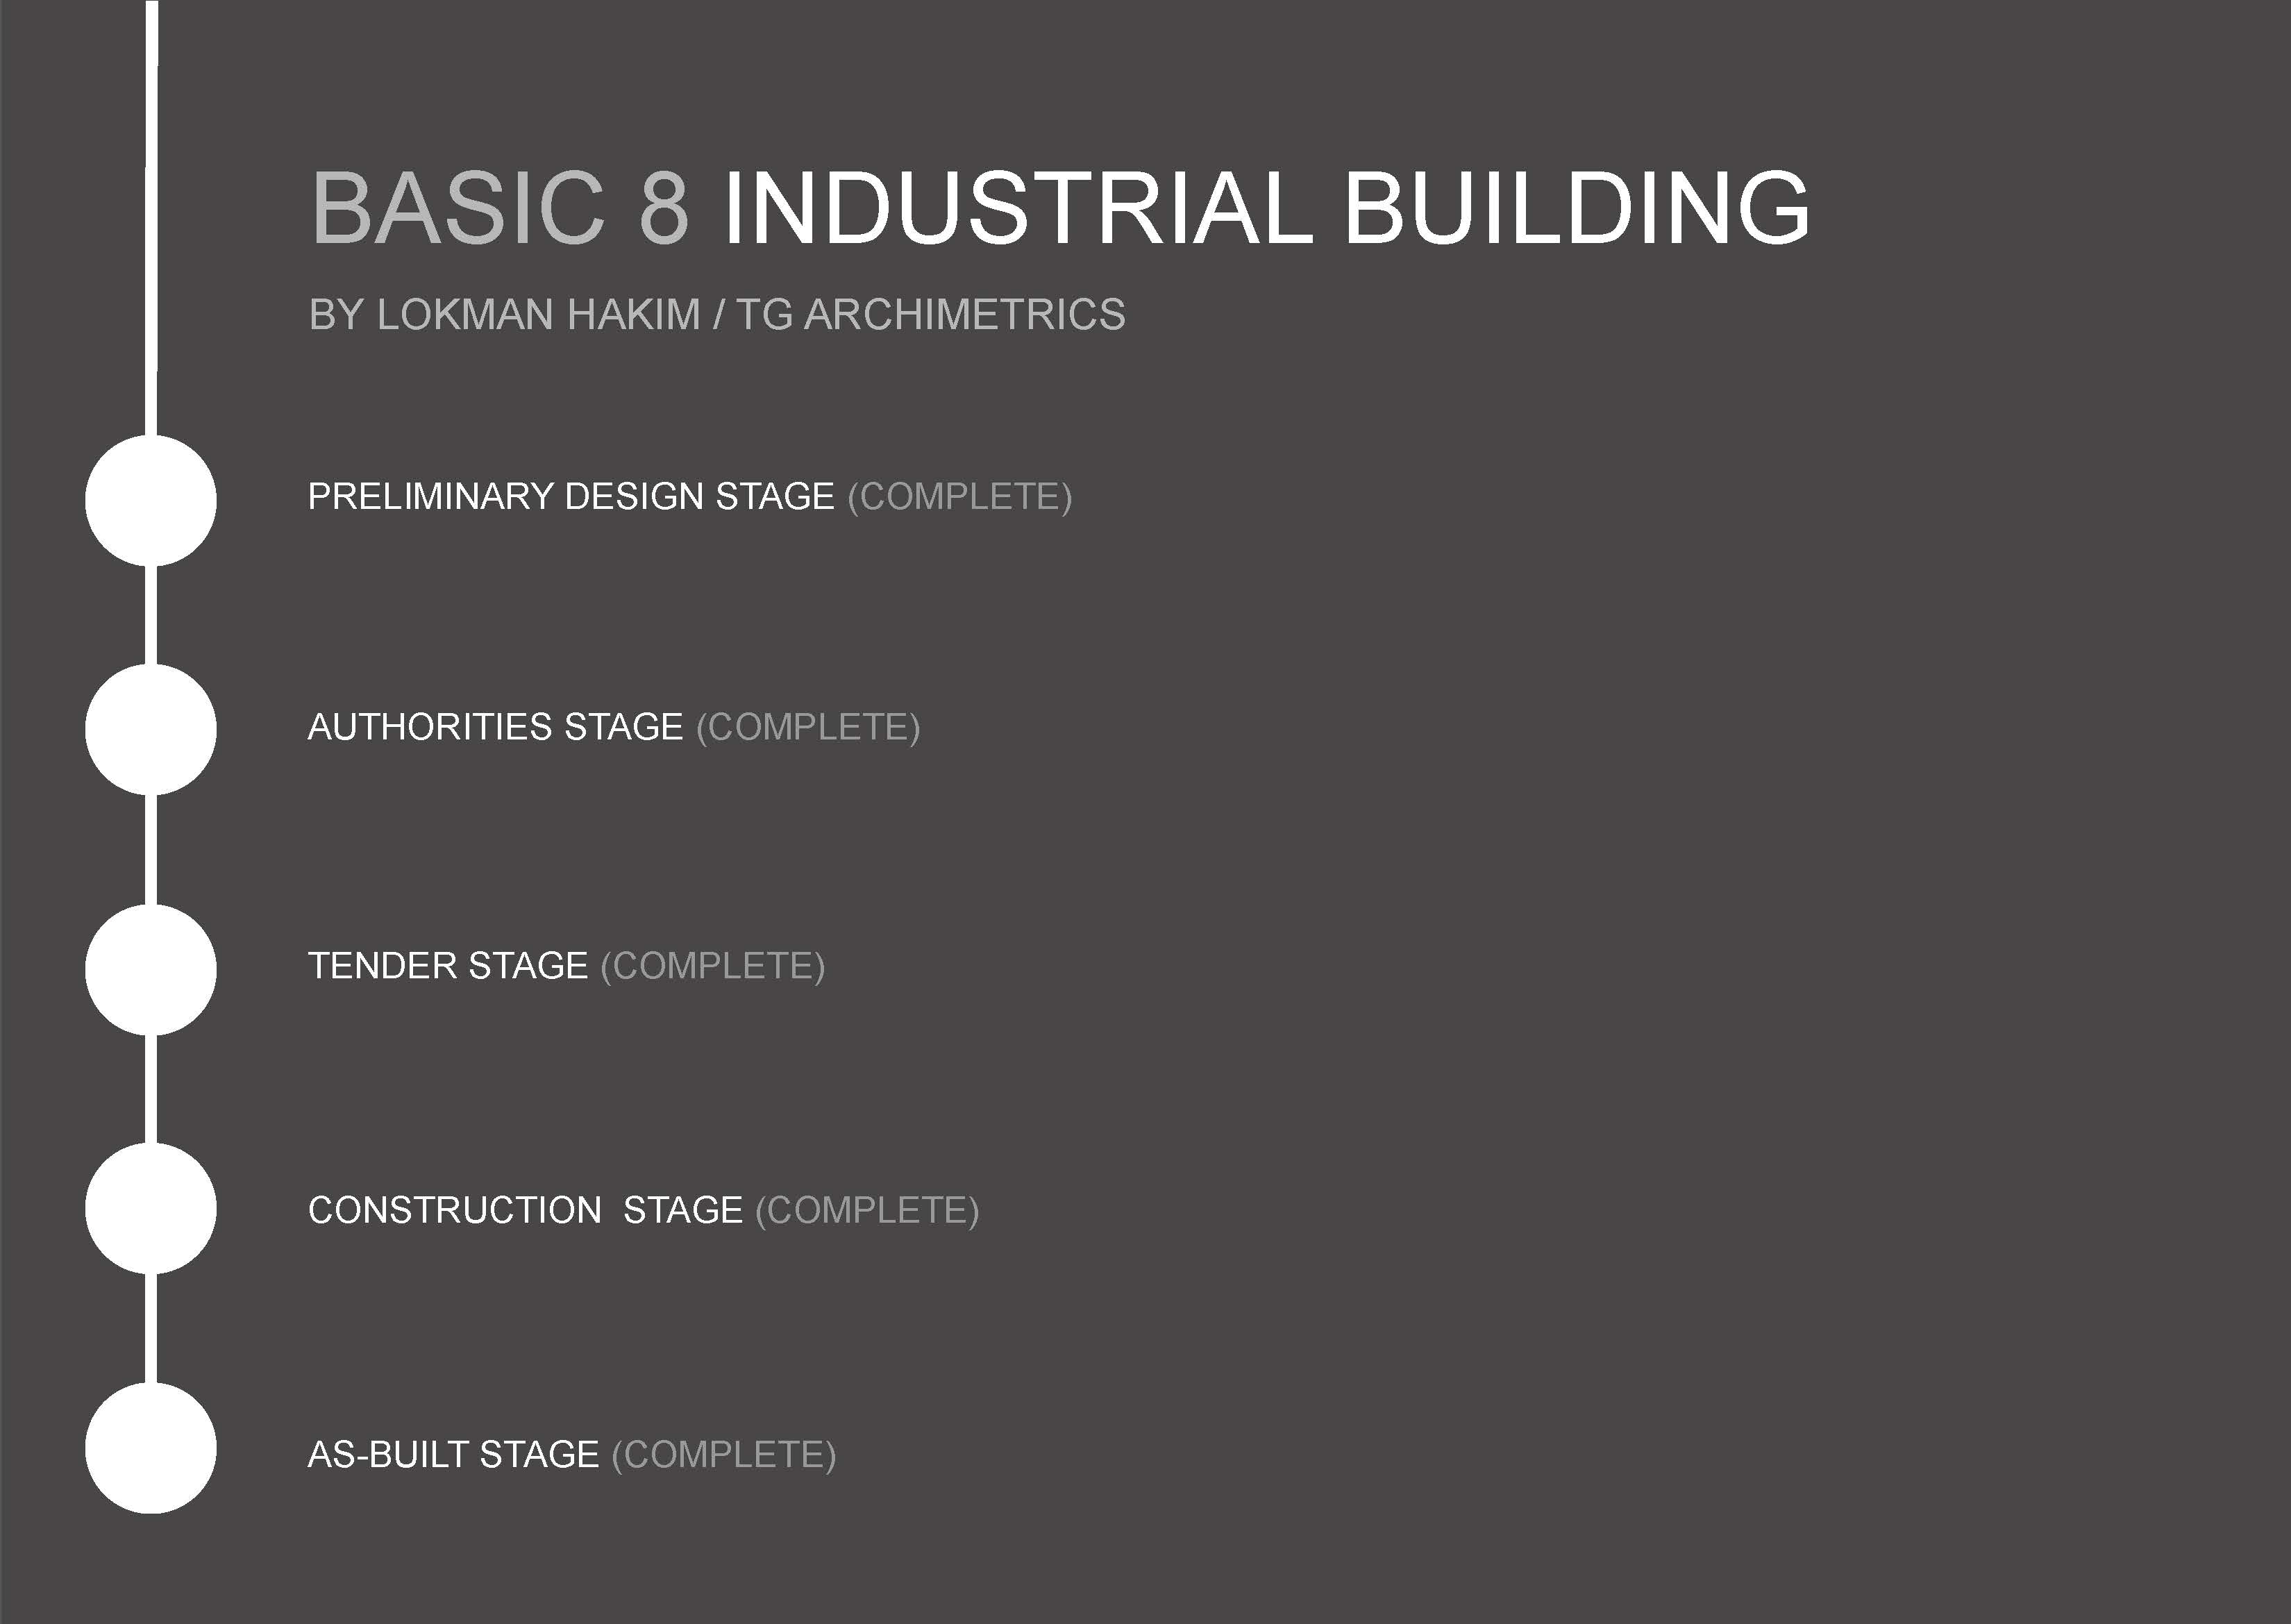 BASIC 8 INDUSTRIAL BUILDING
BY LOKMAN HAKIM / TG ARCHIMETRICS
PRELIMINARY DESIGN STAGE (COMPLETE)
AUTHORITIES STAGE (COMPLETE)
TENDER STAGE (COMPLETE)
CONSTRUCTION STAGE (COMPLETE)
AS-BUILT STAGE (COMPLETE)